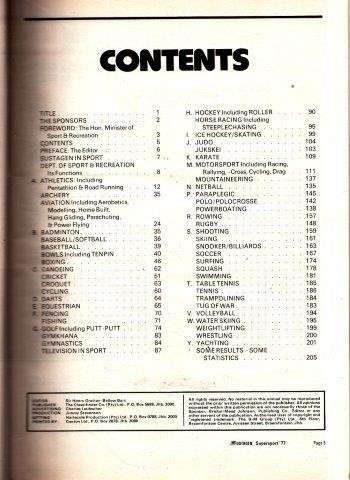 CONTENTS
TITLE 1
THE SPONSORS 2
FOREWORD: The Hon. Minister of
Sport & Recreation 3
CONTENTS 5
PREFACE: The Editor 6
SUSTAGEN IN SPORT 7
DEPT. OF SPORT & RECREATION
Its Functions 8
A. ATHLETICS: Including
Pentathlon & Road Running 12
ARCHERY 35
AVIATION Including Aerobatics,
Modelling, Home Built,
Hang Gliding, Parachuting,
& Power Flying 24
B. BADMINTON 35
BASEBALL/SOFTBALL 36
BASKETBALL 39
BOWLS Including TENPIN 40
BOXING 46
C. CANOEING 62
CRICKET 51
CROQUET 63
CYCLING 60
D. DARTS 64
E. EQUESTRIAN 65
F. FENCING 70
FISHING 71
G. GOLF Including PUTT-PUTT 74
GYMKHANA 83
GYMNASTICS 84
TELEVISION IN SPORT 87
H. HOCKEY Including ROLLER 90
HORSE RACING Including
STEEPLECHASING 95
I. ICE HOCKEY/SKATING 99
J. JUDO 104
JUKSKEI 103
K. KARATE 109
M. MOTORSPORT Including Racing,
Rallying, Cross, Cycling, Drag 111
MOUNTAINEERING 137
N. NETBALL 135
P. PARAPLEGIC 145
POLO/POLOCROSSE 142
POWERBOATING 138
R. ROWING 157
RUGBY 148
S. SHOOTING 159
SKIING 161
SNOOKER/BILLIARDS 163
SOCCER 167
SURFING 174
SQUASH 178
SWIMMING 181
T. TABLE TENNIS 185
TENNIS 186
TRAMPOLINING 184
TUG OF WAR 183
V. VOLLEYBALL 194
W. WATER SKIING 195
WEIGHTLIFTING 199
WRESTLING 200
Y. YACHTING 201
SOME RESULTS - SOME
STATISTICS 205
Supersport '77 Page 5